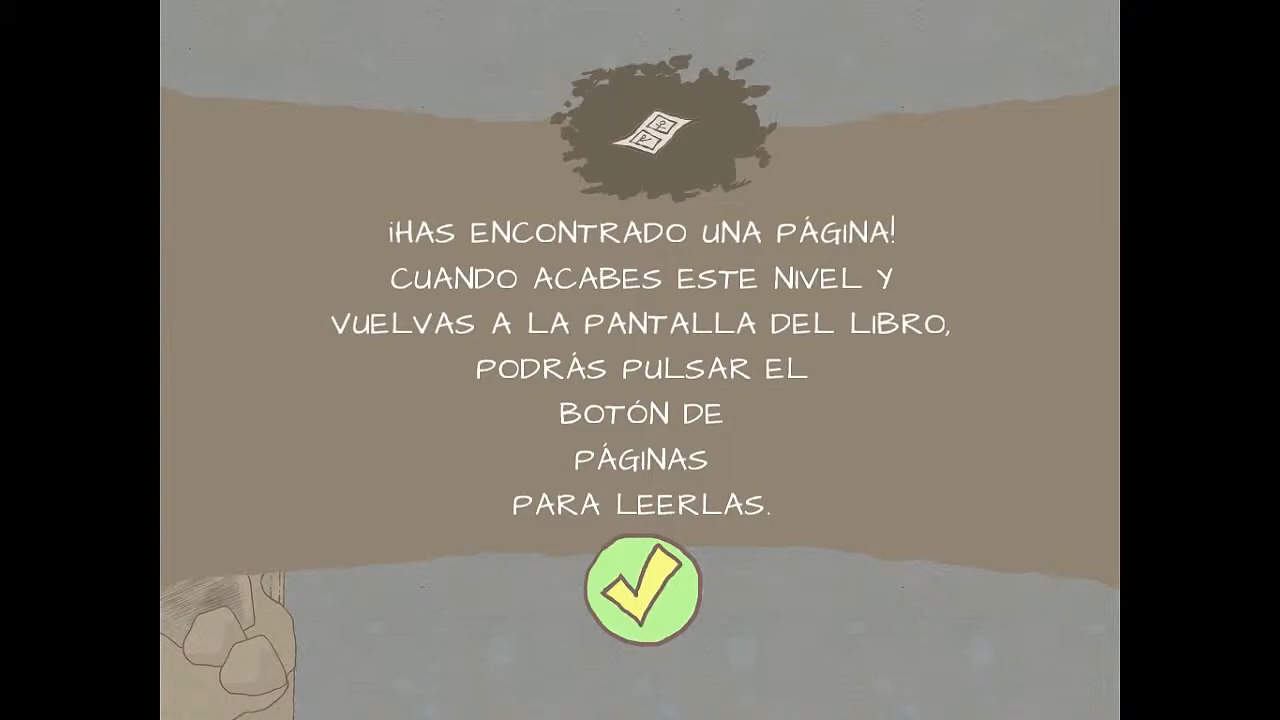 ¡HAS ENCONTRADO UNA PÁGINA!
CUANDO ACABES ESTE NIVEL Y
VUELVAS A LA PANTALLA DEL LIBRO,
PODRÁS PULSAR EL
BOTÓN DE
PÁGINAS
PARA LEERLAS.